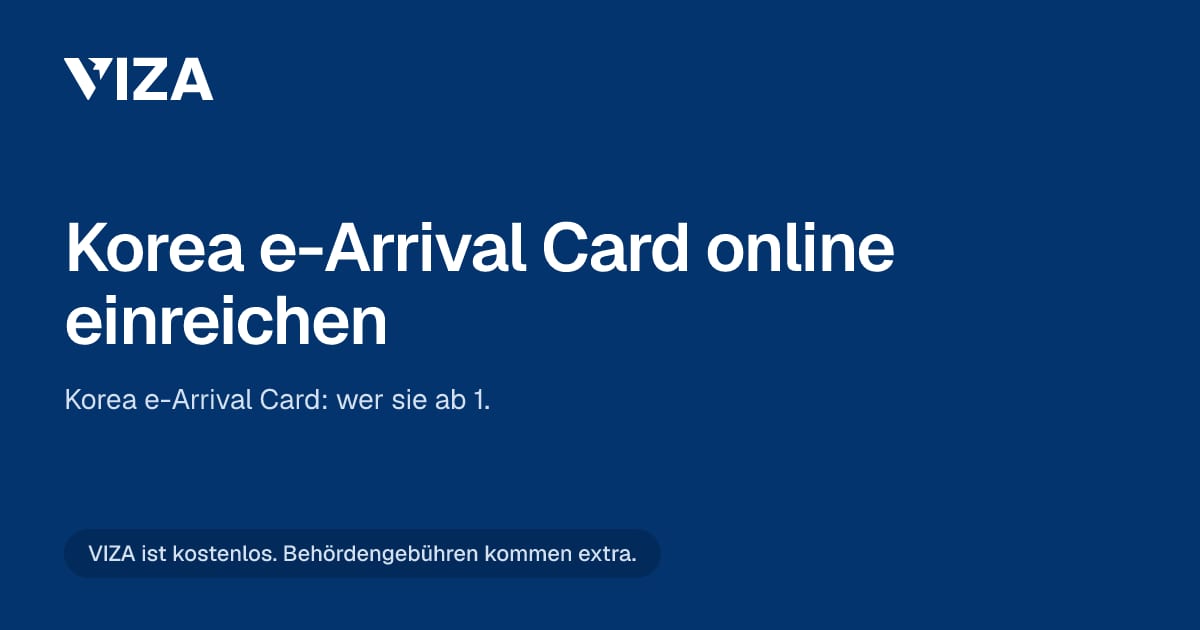 VIZA
Korea e-Arrival Card online
einreichen
Korea e-Arrival Card: wer sie ab 1.
VIZA ist kostenlos. Behördengebühren kommen extra.